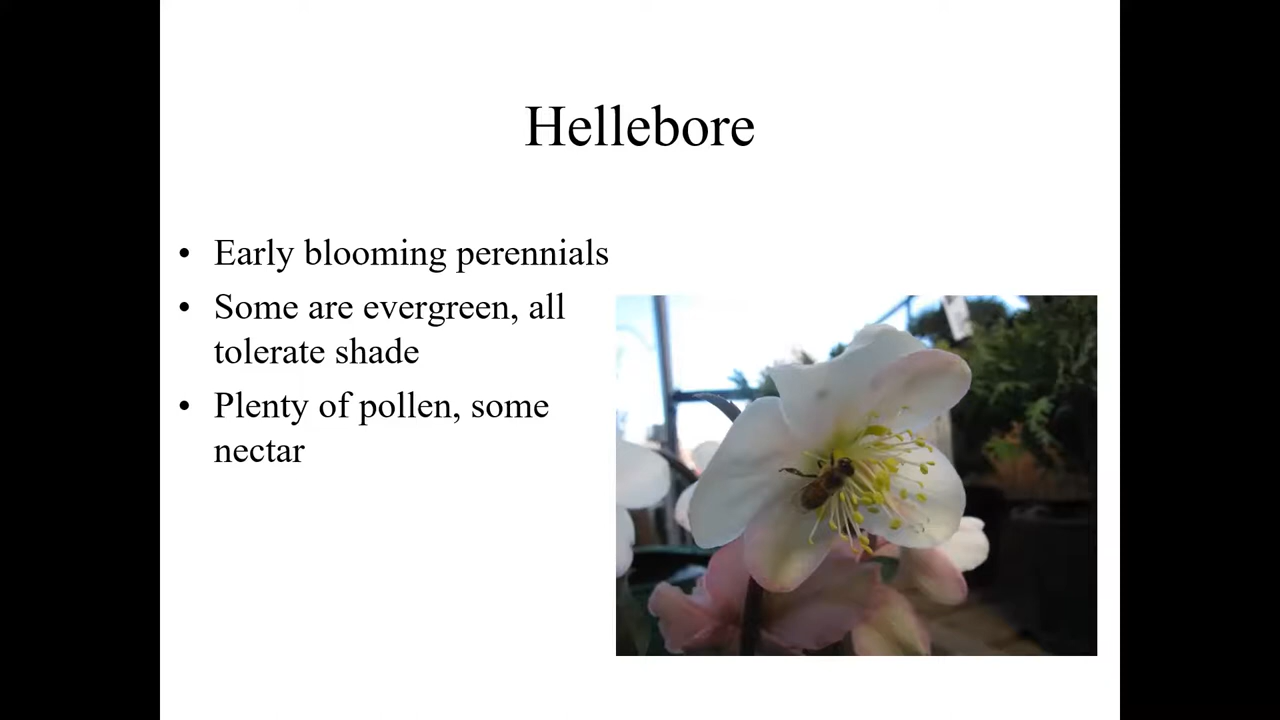 Hellebore
• Early blooming perennials
• Some are evergreen, all
tolerate shade
• Plenty of pollen, some
nectar